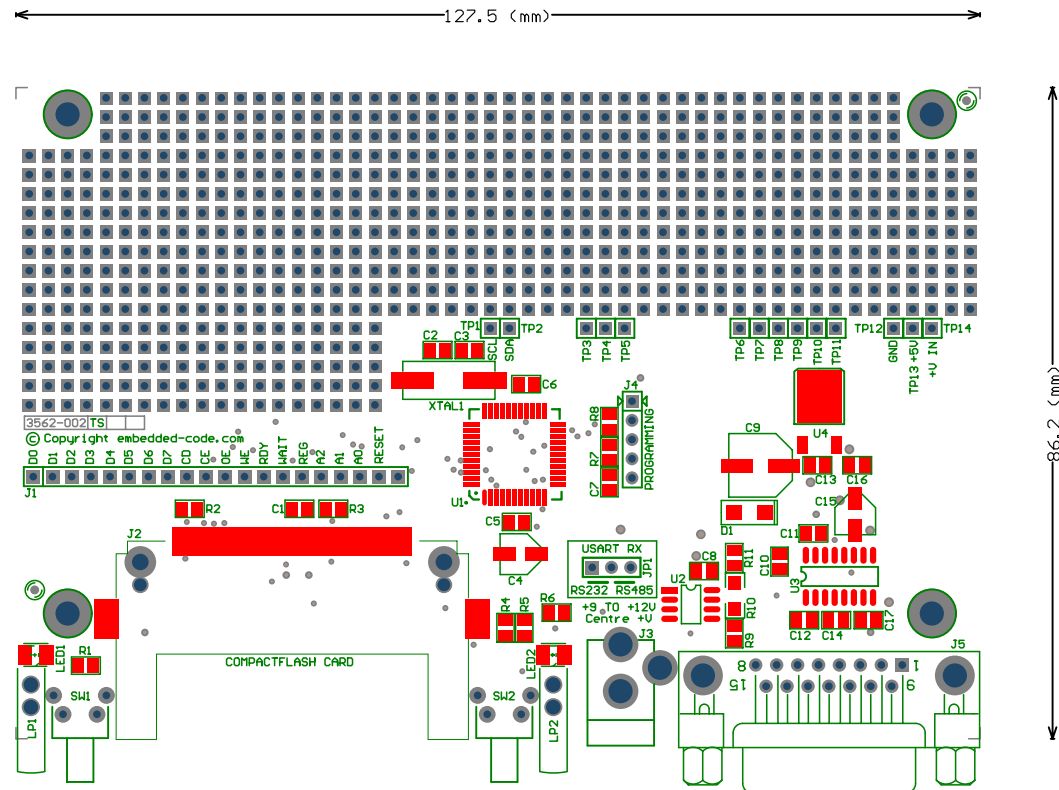 127.5 (mm)
86.2 (mm)
TP1
TP2
SCL
SDA
TP3
TP4
TP5
TP6
TP7
TP8
TP9
TP10
TP11
TP12
TP14
GND
TP13 +5V
+V IN
C2
C3
XTAL1
C6
J4
PROGRAMMING
R8
R7
C7
C9
U4
C13
C16
C15
D1
C11
3562-002 TS
© Copyright embedded-code.com
D0
D1
D2
D3
D4
D5
D6
D7
CD
CE
OE
WE
RDY
WAIT
REG
A2
A1
A0
RESET
J1
U1
R2
C1
R3
C5
C4
J2
USART RX
JP1
RS232 RS485
+9 TO +12V
Centre +V
J3
U2
C8
R11
R10
R9
C10
U3
C12
C14
C17
R4
R5
R6
LED1
R1
COMPACTFLASH CARD
LED2
SW1
SW2
LP1
LP2
J5
8
1
15
9